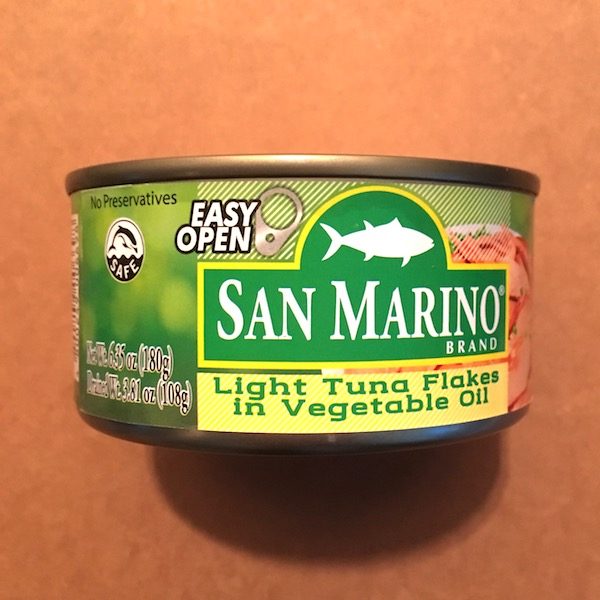 No Preservatives
EASY
OPEN
SAFE
SAN MARINO®
BRAND
Net Wt. 6.35 oz (180g)
Drained Wt. 3.81 oz (108g)
Light Tuna Flakes
in Vegetable Oil